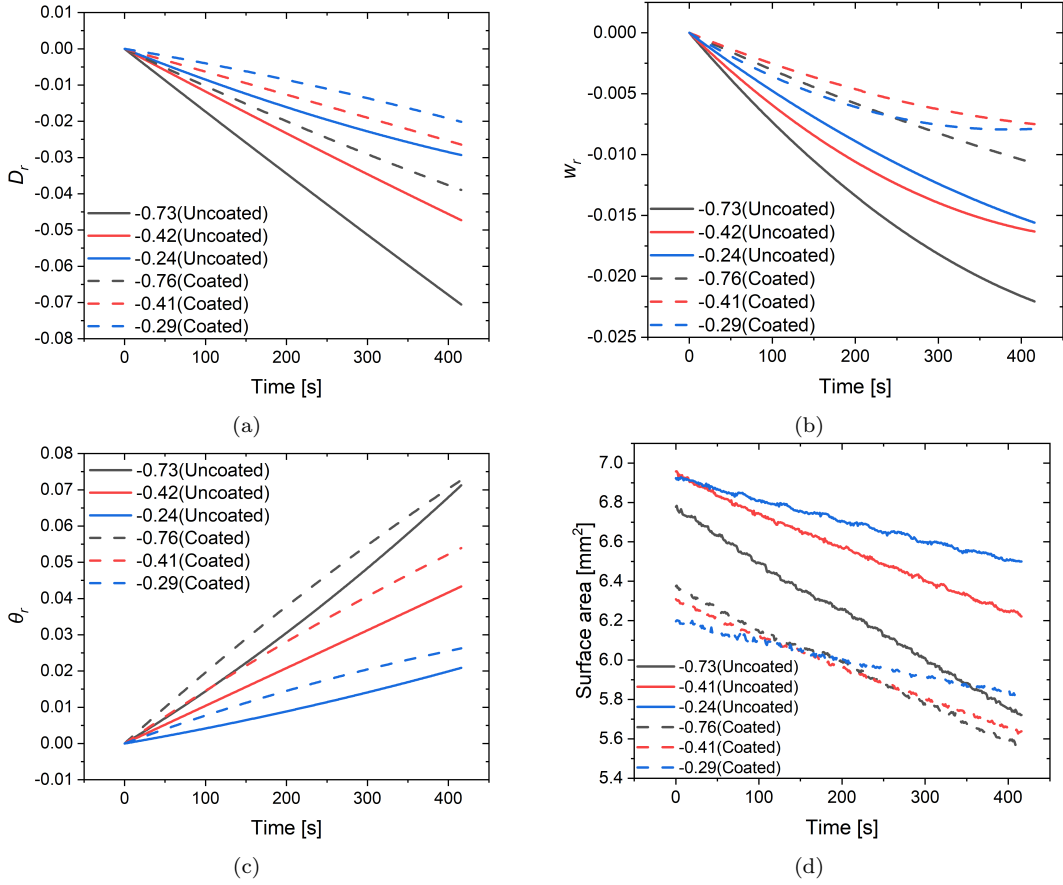 0.01
0.00
-0.01
-0.02
-0.03
-0.04
-0.05
-0.06
-0.07
-0.08
D_r
-0.73(Uncoated)
-0.42(Uncoated)
-0.24(Uncoated)
-0.76(Coated)
-0.41(Coated)
-0.29(Coated)
0 100 200 300 400
Time [s]
(a)
0.000
-0.005
-0.010
-0.015
-0.020
-0.025
w_r
-0.73(Uncoated)
-0.42(Uncoated)
-0.24(Uncoated)
-0.76(Coated)
-0.41(Coated)
-0.29(Coated)
0 100 200 300 400
Time [s]
(b)
0.08
0.07
0.06
0.05
0.04
0.03
0.02
0.01
0.00
-0.01
θ_r
-0.73(Uncoated)
-0.42(Uncoated)
-0.24(Uncoated)
-0.76(Coated)
-0.41(Coated)
-0.29(Coated)
0 100 200 300 400
Time [s]
(c)
7.0
6.8
6.6
6.4
6.2
6.0
5.8
5.6
5.4
Surface area [mm²]
-0.73(Uncoated)
-0.41(Uncoated)
-0.24(Uncoated)
-0.76(Coated)
-0.41(Coated)
-0.29(Coated)
0 100 200 300 400
Time [s]
(d)